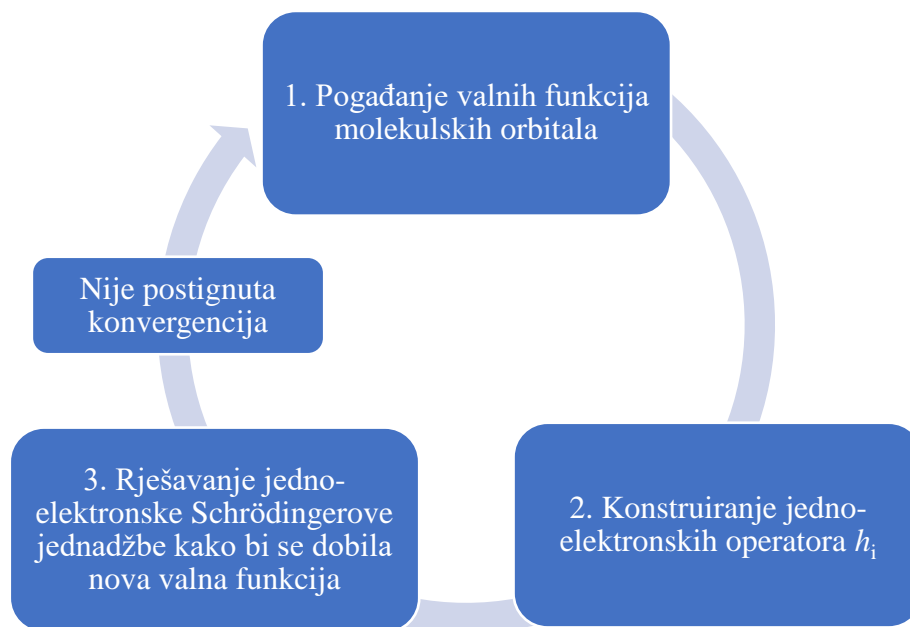 1. Pogađanje valnih funkcija
molekulskih orbitala
Nije postignuta
konvergencija
3. Rješavanje jedno-
elektronske Schrödingerove
jednadžbe kako bi se dobila
nova valna funkcija
2. Konstruiranje jedno-
elektronskih operatora hᵢ